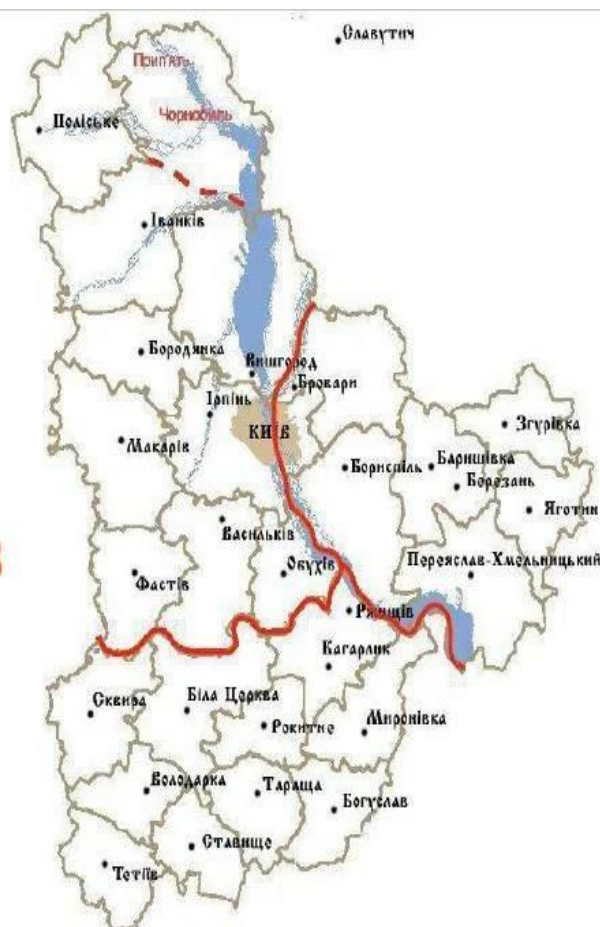 Славутич
Прип'ять
Чорнобиль
Поліське
Іванків
Бородянка
Вишгород
Бровари
Ірпінь
КИЇВ
Макарів
Згурівка
Баришівка
Березань
Бориспіль
Яготин
Васильків
Обухів
Переяслав-Хмельницький
Фастів
Ржищів
Кагарлик
Сквира
Біла Церква
Рокитне
Миронівка
Володарка
Тараща
Богуслав
Ставище
Тетіїв